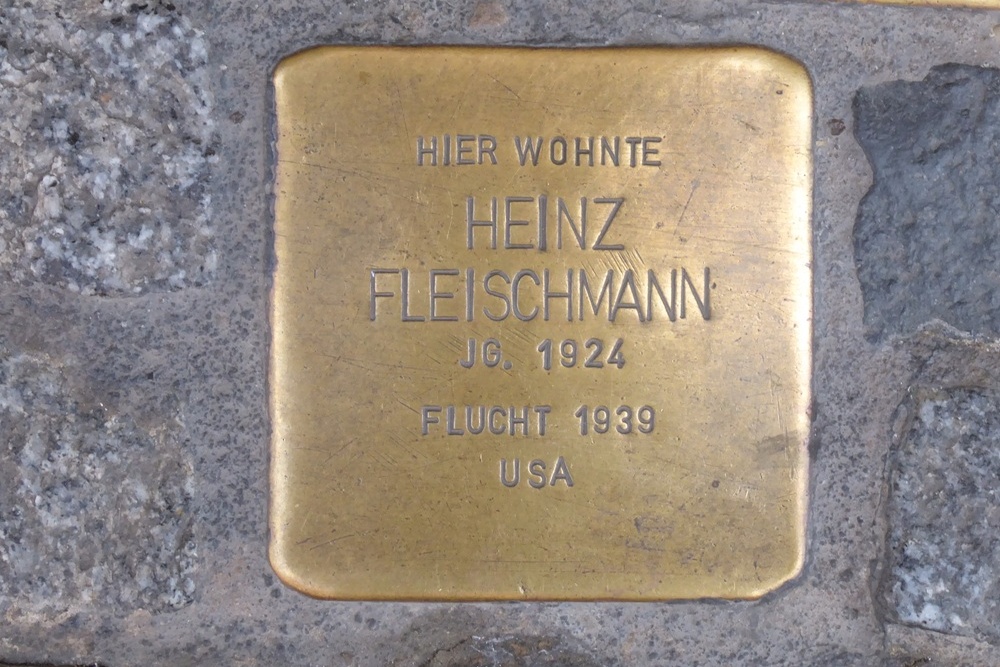 HIER WOHNTE
HEINZ
FLEISCHMANN
JG. 1924
FLUCHT 1939
USA